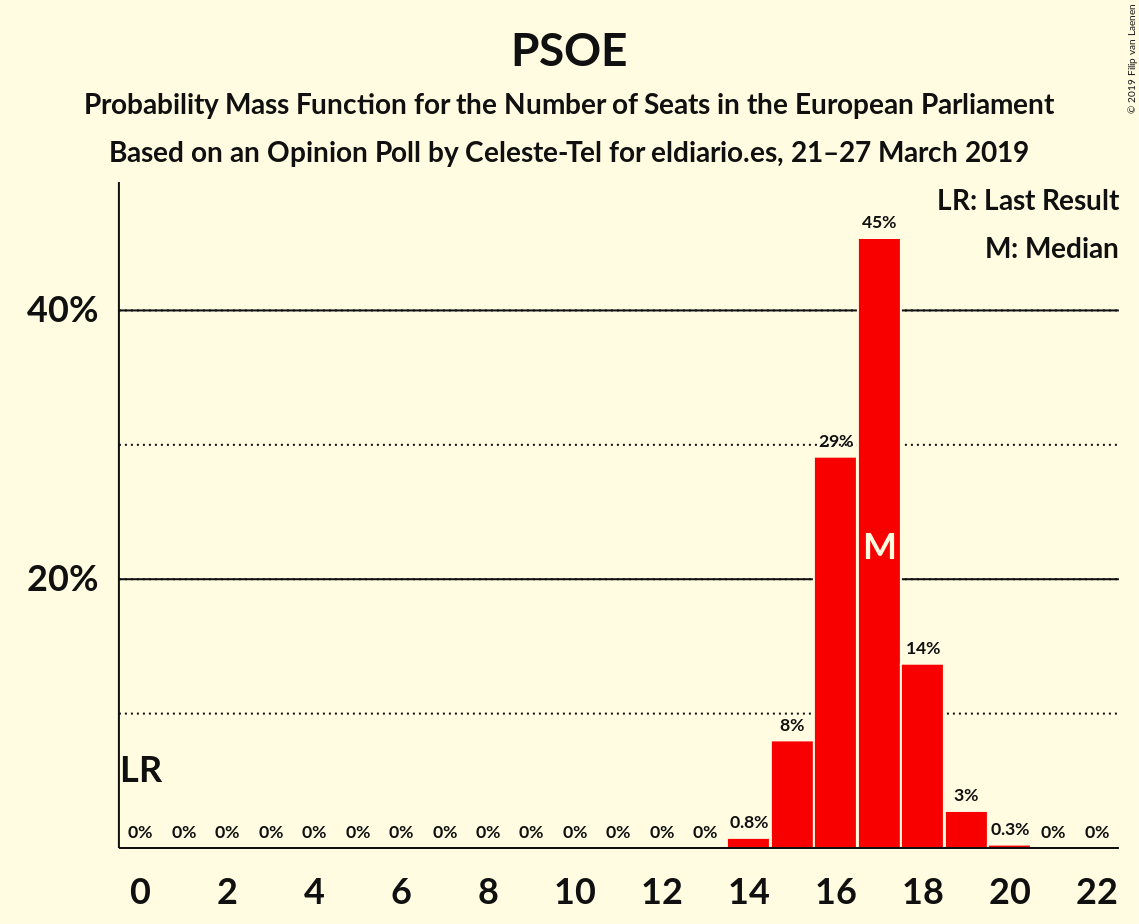 PSOE
Probability Mass Function for the Number of Seats in the European Parliament
Based on an Opinion Poll by Celeste-Tel for eldiario.es, 21–27 March 2019
© 2019 Filip van Laenen
LR: Last Result
M: Median
45%
40%
29%
M
20%
14%
8%
LR
3%
0% 0% 0% 0% 0% 0% 0% 0% 0% 0% 0% 0% 0% 0% 0.8% 0.3% 0% 0%
0 2 4 6 8 10 12 14 16 18 20 22